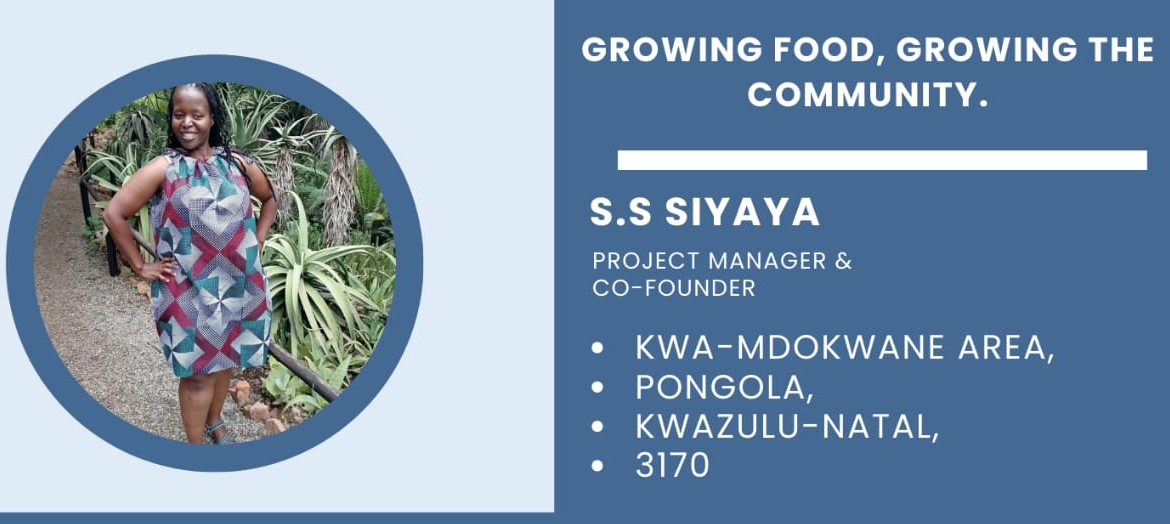 GROWING FOOD, GROWING THE
COMMUNITY.
S.S SIYAYA
PROJECT MANAGER &
CO-FOUNDER
• KWA-MDOKWANE AREA,
• PONGOLA,
• KWAZULU-NATAL,
• 3170